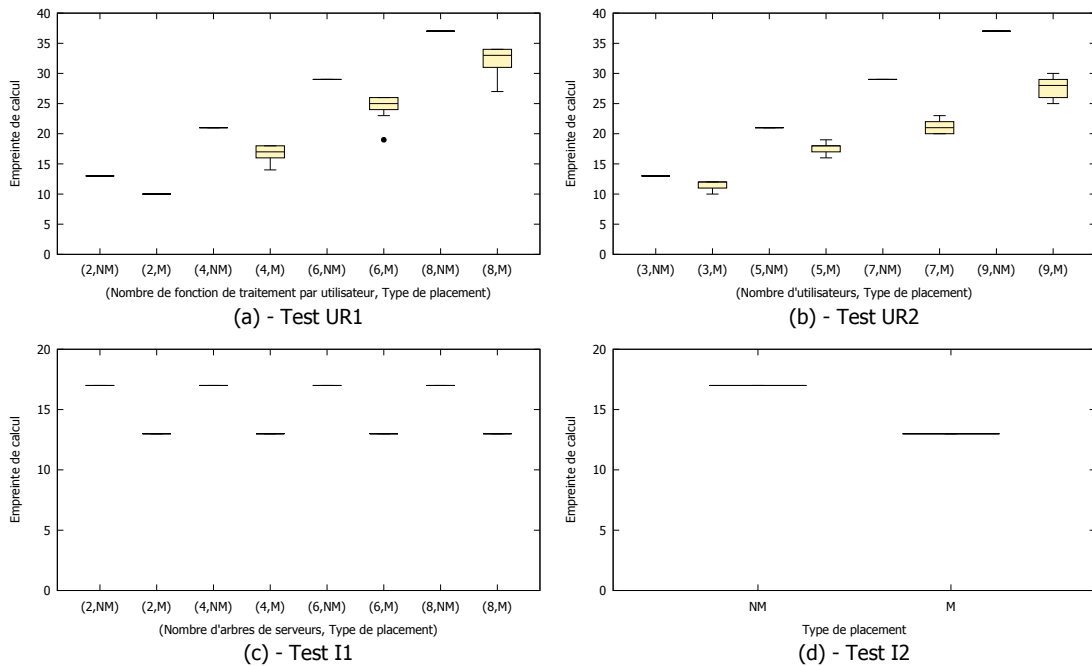 40
35
30
25
20
15
10
5
0
Empreinte de calcul
(2,NM) (2,M) (4,NM) (4,M) (6,NM) (6,M) (8,NM) (8,M)
(Nombre de fonction de traitement par utilisateur, Type de placement)
(a) - Test UR1
40
35
30
25
20
15
10
5
0
Empreinte de calcul
(3,NM) (3,M) (5,NM) (5,M) (7,NM) (7,M) (9,NM) (9,M)
(Nombre d'utilisateurs, Type de placement)
(b) - Test UR2
20
15
10
5
0
Empreinte de calcul
(2,NM) (2,M) (4,NM) (4,M) (6,NM) (6,M) (8,NM) (8,M)
(Nombre d'arbres de serveurs, Type de placement)
(c) - Test I1
20
15
10
5
0
Empreinte de calcul
NM M
Type de placement
(d) - Test I2